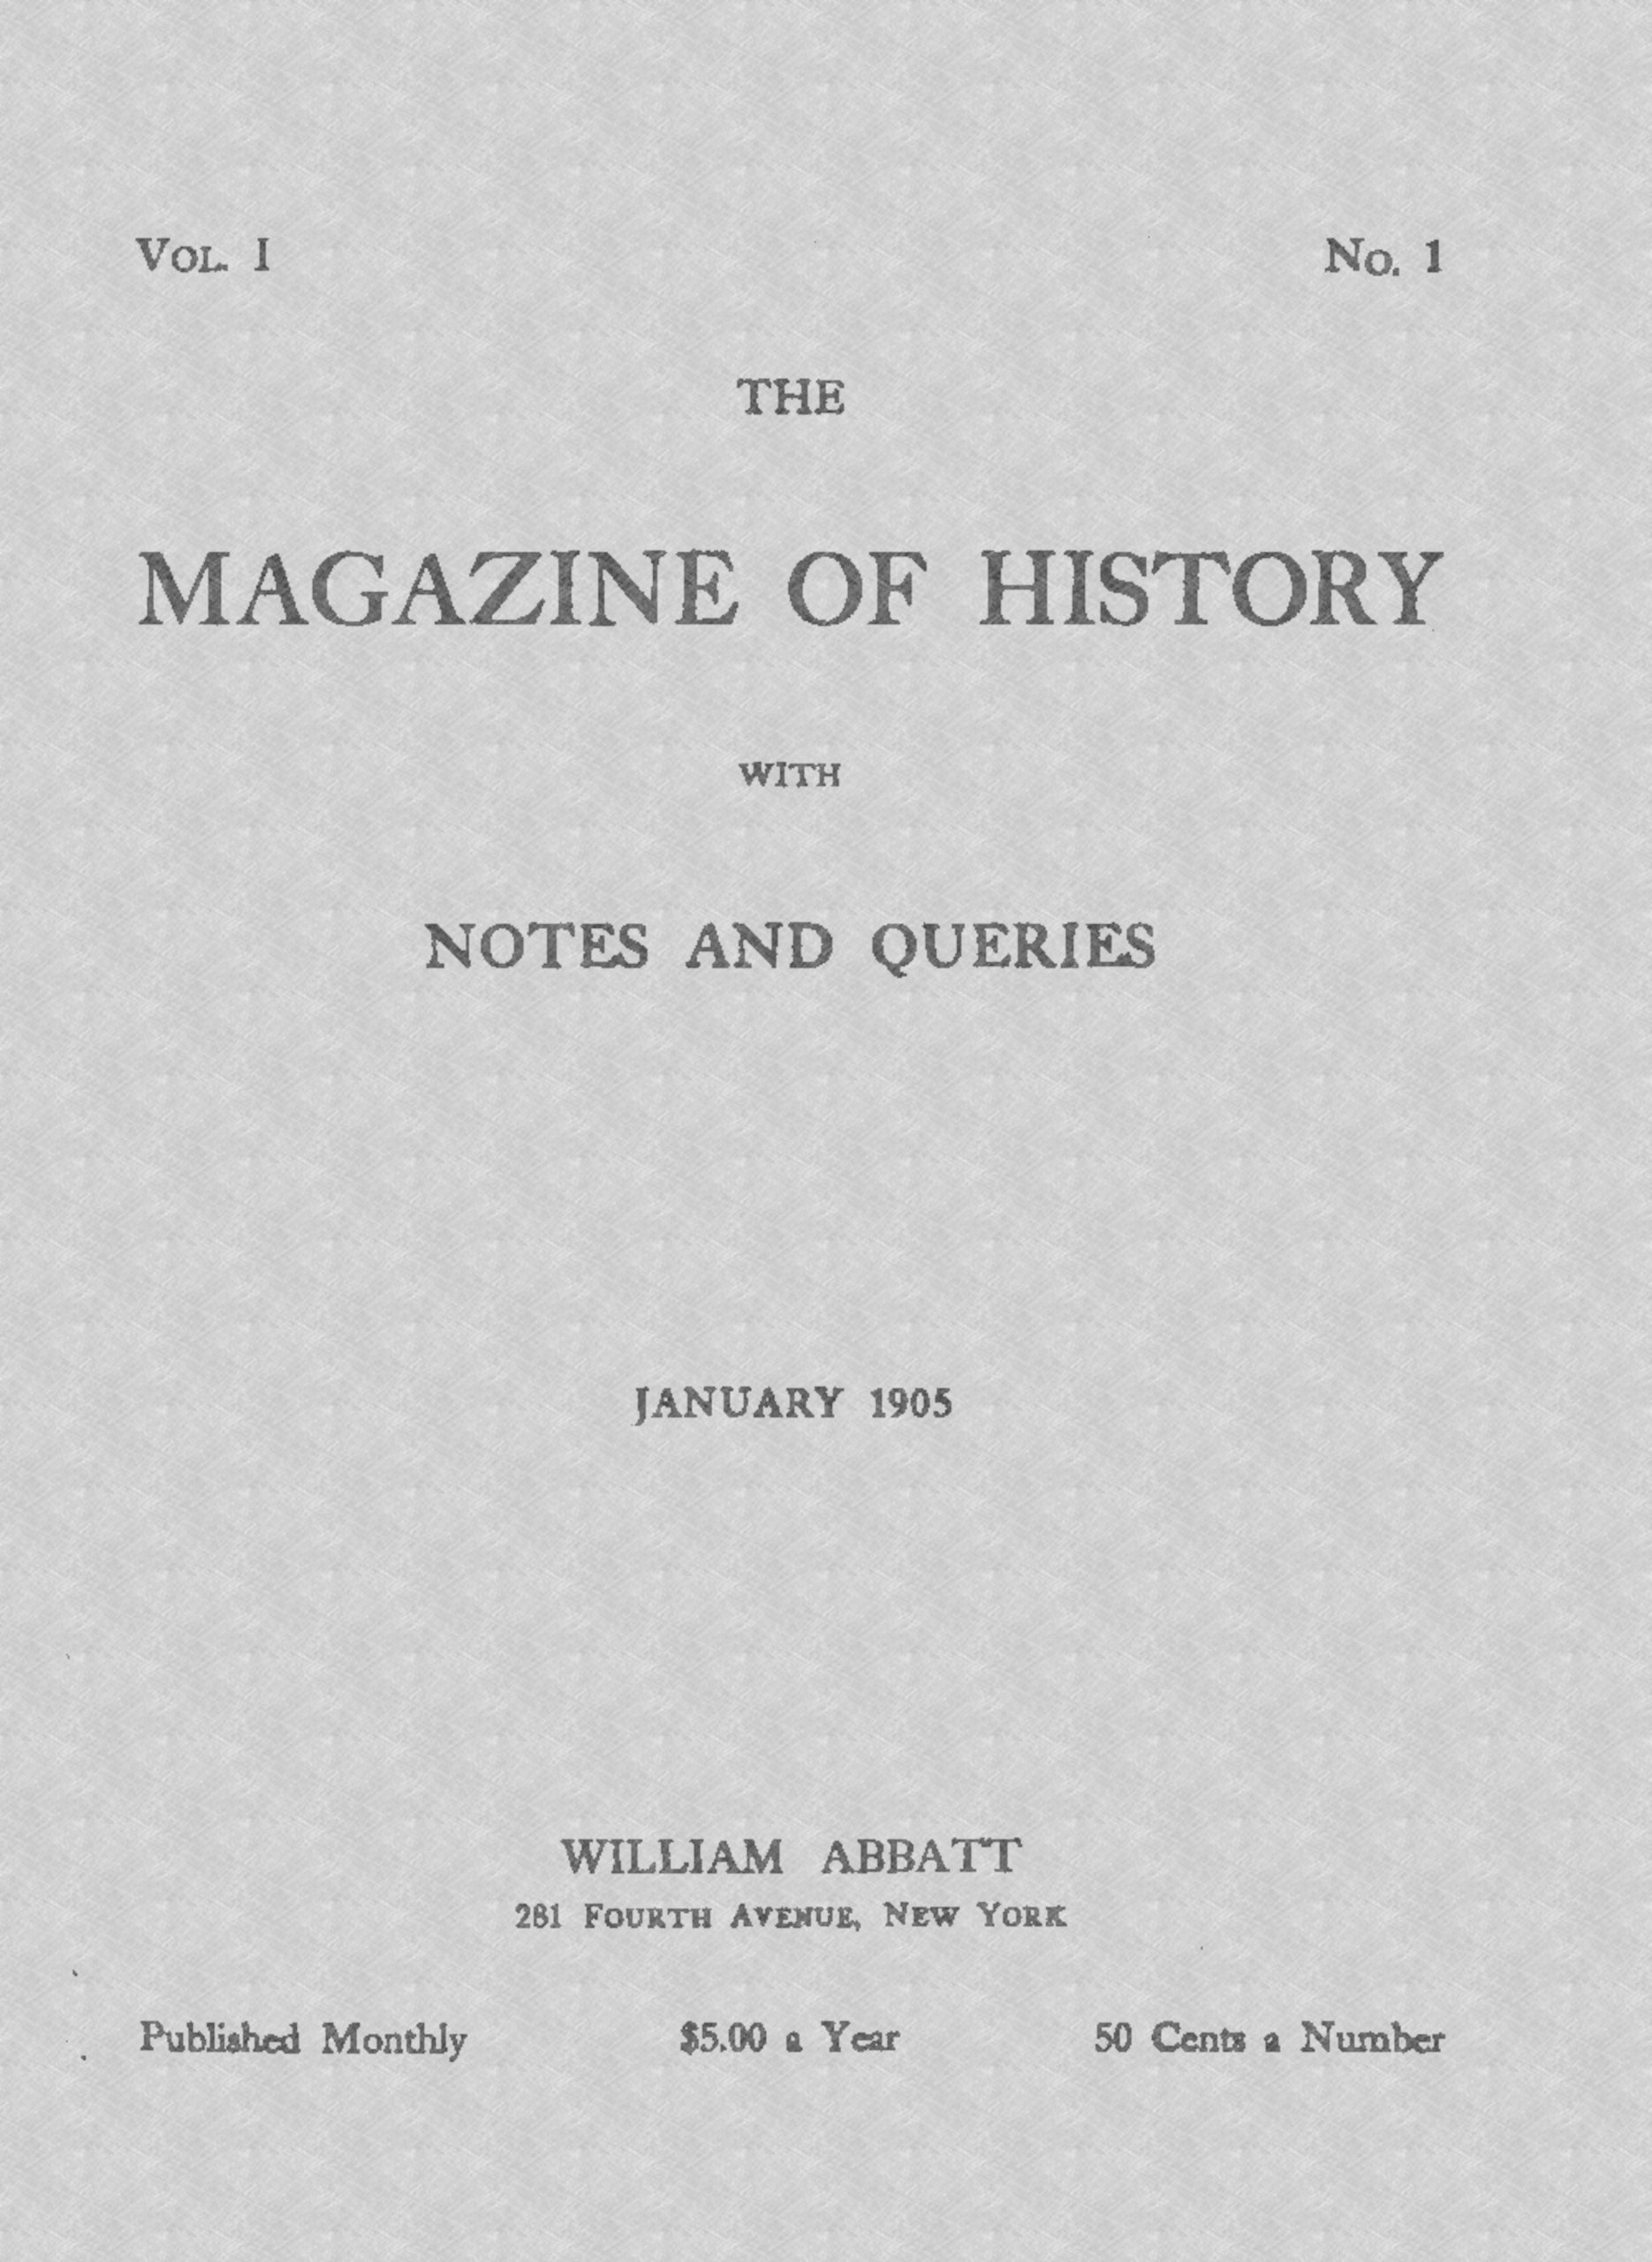 Vol. I No. 1
THE
MAGAZINE OF HISTORY
WITH
NOTES AND QUERIES
JANUARY 1905
WILLIAM ABBATT
281 Fourth Avenue, New York
Published Monthly $5.00 a Year 50 Cents a Number